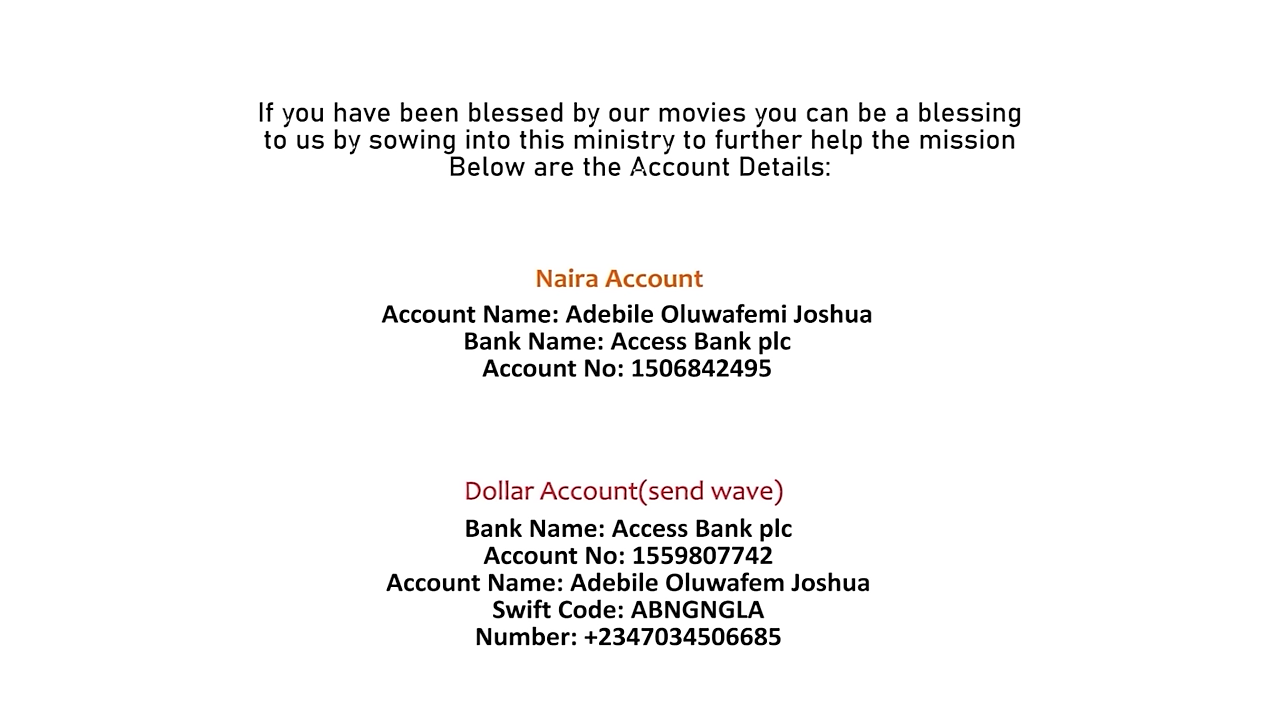 If you have been blessed by our movies you can be a blessing
to us by sowing into this ministry to further help the mission
Below are the Account Details:
Naira Account
Account Name: Adebile Oluwafemi Joshua
Bank Name: Access Bank plc
Account No: 1506842495
Dollar Account(send wave)
Bank Name: Access Bank plc
Account No: 1559807742
Account Name: Adebile Oluwafem Joshua
Swift Code: ABNGNGLA
Number: +2347034506685